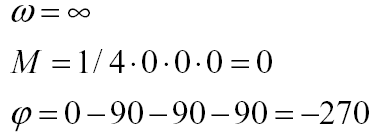 ω = ∞
M = 1 / 4 · 0 · 0 · 0 = 0
φ = 0 − 90 − 90 − 90 = −270